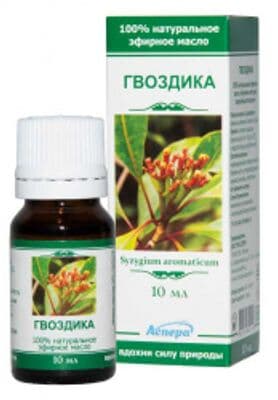 100% натуральное
эфирное масло
ГВОЗДИКА
Syzygium aromaticum
10 мл
Аспера
вдохни силу природы
ГВОЗДИКА
100% натуральное
эфирное масло
10 мл
ГВОЗДИКА